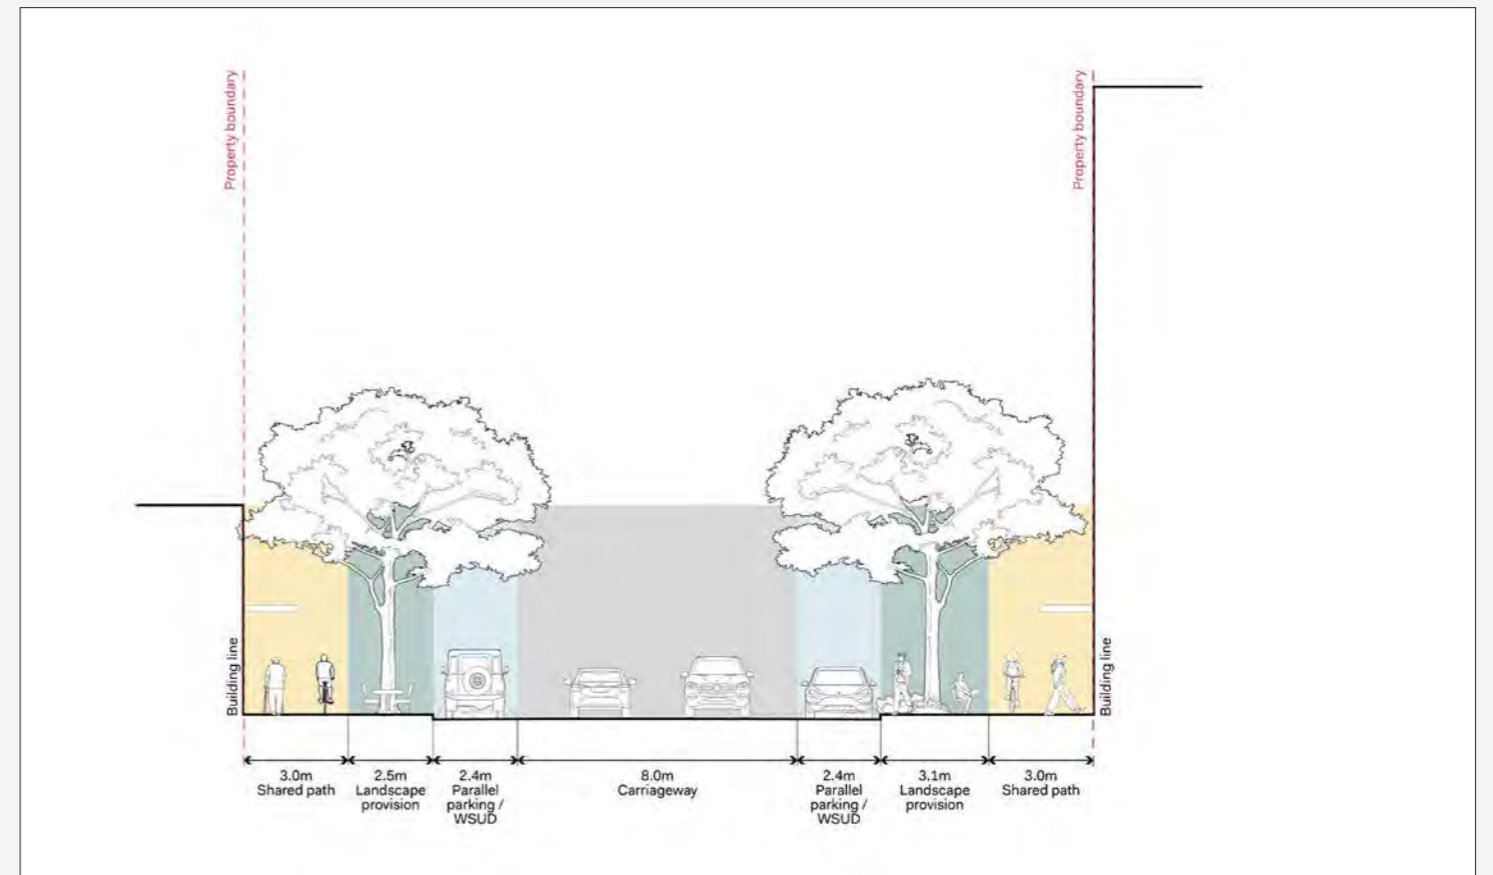 Property boundary
Property boundary
Building line
Building line
3.0m
Shared path
2.5m
Landscape
provision
2.4m
Parallel
parking /
WSUD
8.0m
Carriageway
2.4m
Parallel
parking /
WSUD
3.1m
Landscape
provision
3.0m
Shared path